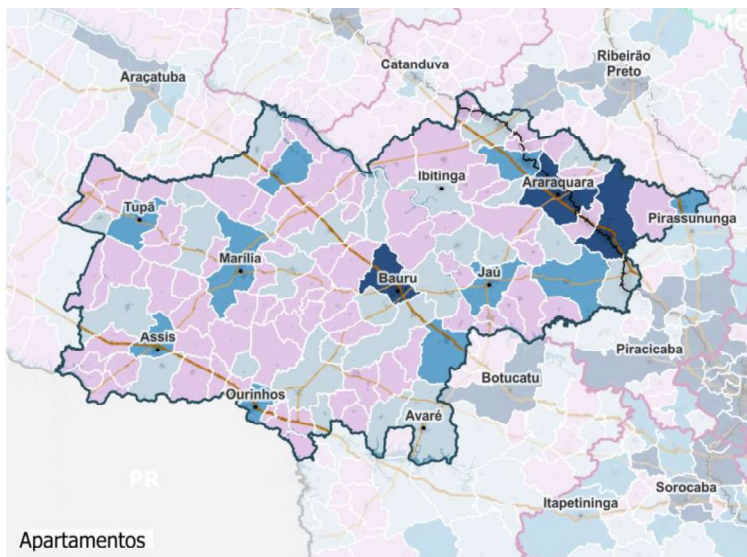 MG
Catanduva
Ribeirão
Preto
Araçatuba
Ibitinga
Araraquara
Tupã
Pirassununga
Marília
Bauru
Jaú
Assis
Piracicaba
Botucatu
Ourinhos
Avaré
PR
Sorocaba
Itapetininga
Apartamentos